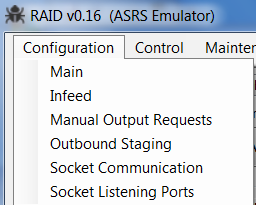 RAID v0.16 (ASRS Emulator)
Configuration Control
Main
Infeed
Manual Output Requests
Outbound Staging
Socket Communication
Socket Listening Ports